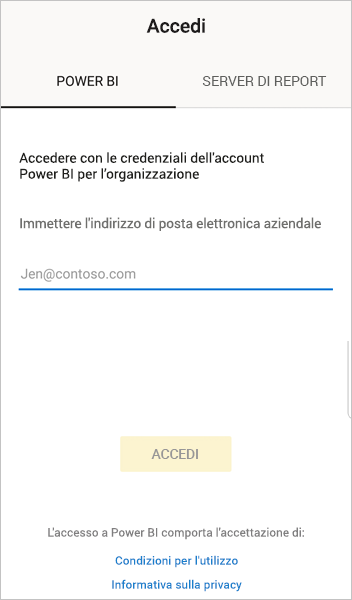 Accedi
POWER BI
SERVER DI REPORT
Accedere con le credenziali dell'account
Power BI per l'organizzazione
Immettere l'indirizzo di posta elettronica aziendale
Jen@contoso.com
ACCEDI
L'accesso a Power BI comporta l'accettazione di:
Condizioni per l'utilizzo
Informativa sulla privacy